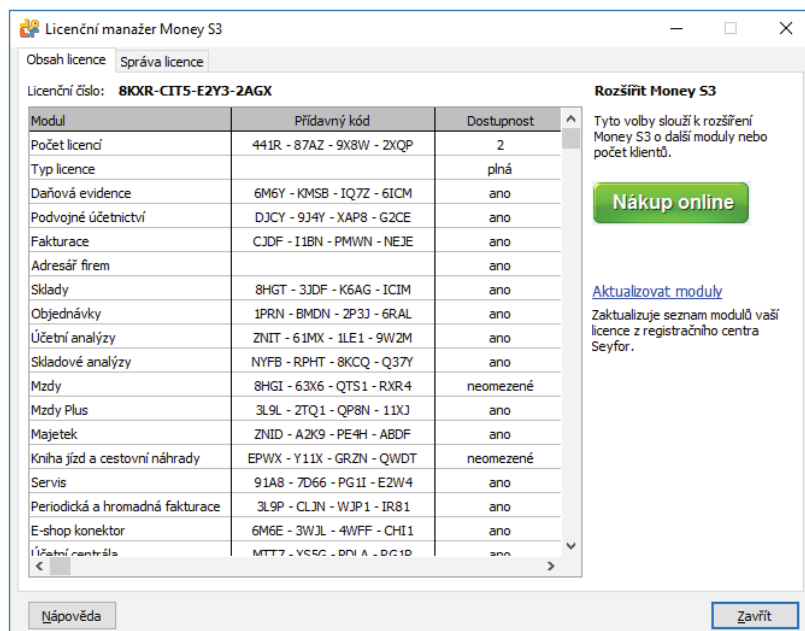 Licenční manažer Money S3
Obsah licence Správa licence
Licenční číslo: 8KXR-CIT5-E2Y3-2AGX
Modul Přídavný kód Dostupnost
Počet licencí 441R - 87AZ - 9X8W - 2XQP 2
Typ licence plná
Daňová evidence 6M6Y - KMSB - IQ7Z - 6ICM ano
Podvojné účetnictví DJCY - 9J4Y - XAP8 - G2CE ano
Fakturace CJDF - I1BN - PMWN - NEJE ano
Adresář firem ano
Sklady 8HGT - 3JDF - K6AG - ICIM ano
Objednávky 1PRN - BMDN - 2P3J - 6RAL ano
Účetní analýzy ZNIT - 61MX - 1LE1 - 9W2M ano
Skladové analýzy NYFB - RPHT - 8KCQ - Q37Y ano
Mzdy 8HGI - 63X6 - QTS1 - RXR4 neomezené
Mzdy Plus 3L9L - 2TQ1 - QP8N - 11XJ ano
Majetek ZNID - A2K9 - PE4H - ABDF ano
Kniha jízd a cestovní náhrady EPWX - Y11X - GRZN - QWDT neomezené
Servis 91A8 - 7D66 - PG1I - E2W4 ano
Periodická a hromadná fakturace 3L9P - CLJN - WJP1 - IR81 ano
E-shop konektor 6M6E - 3WJL - 4WFF - CHI1 ano
Účetní centrála MTT7 - YS5G - PDLA - PG1P ano
Rozšířit Money S3
Tyto volby slouží k rozšíření
Money S3 o další moduly nebo
počet klientů.
Nákup online
Aktualizovat moduly
Zaktualizuje seznam modulů vaší
licence z registračního centra
Seyfor.
Nápověda
Zavřít